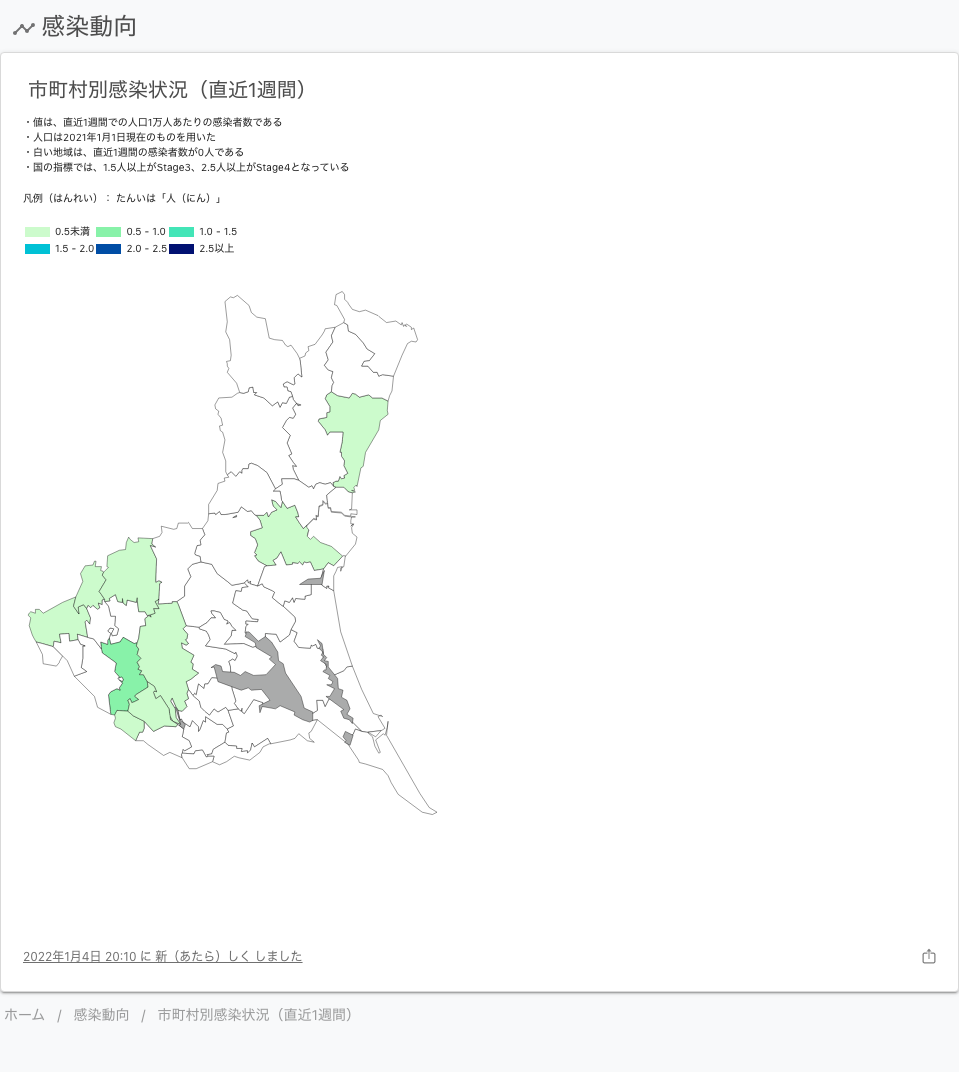 感染動向
市町村別感染状況（直近1週間）
・値は、直近1週間での人口1万人あたりの感染者数である
・人口は2021年1月1日現在のものを用いた
・白い地域は、直近1週間の感染者数が0人である
・国の指標では、1.5人以上がStage3、2.5人以上がStage4となっている
凡例（はんれい）： たんいは「人（にん）」
0.5未満 0.5 - 1.0 1.0 - 1.5
1.5 - 2.0 2.0 - 2.5 2.5以上
2022年1月4日 20:10 に 新（あたら）しく しました
ホーム / 感染動向 / 市町村別感染状況（直近1週間）